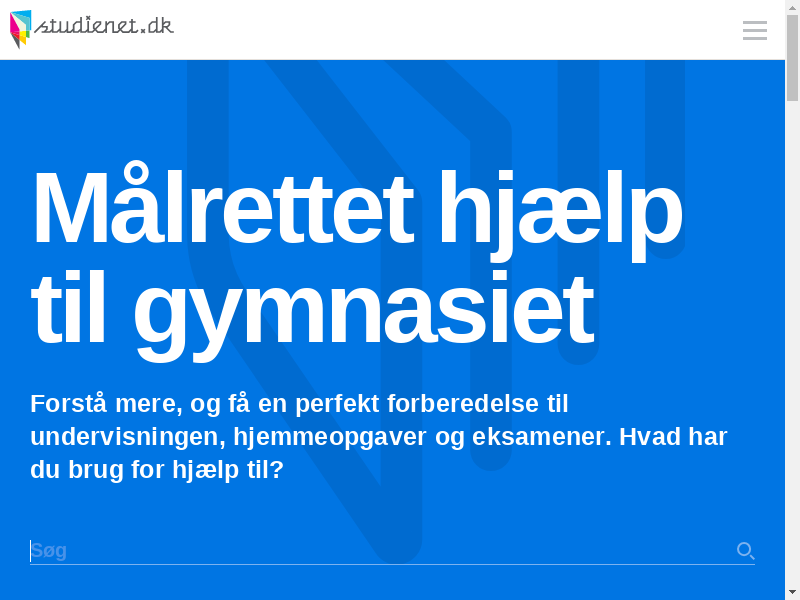 studienet.dk
Målrettet hjælp
til gymnasiet
Forstå mere, og få en perfekt forberedelse til
undervisningen, hjemmeopgaver og eksamener. Hvad har
du brug for hjælp til?
Søg